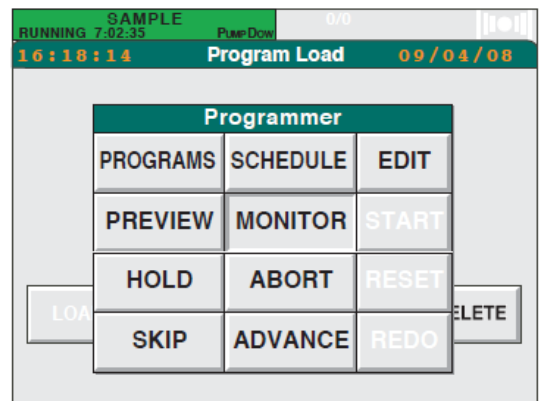 SAMPLE 0/0
RUNNING 7:02:35 PUMP DOW
16:18:14 Program Load 09/04/08
Programmer
PROGRAMS SCHEDULE EDIT
PREVIEW MONITOR START
HOLD ABORT RESET
LOA ELETE
SKIP ADVANCE REDO